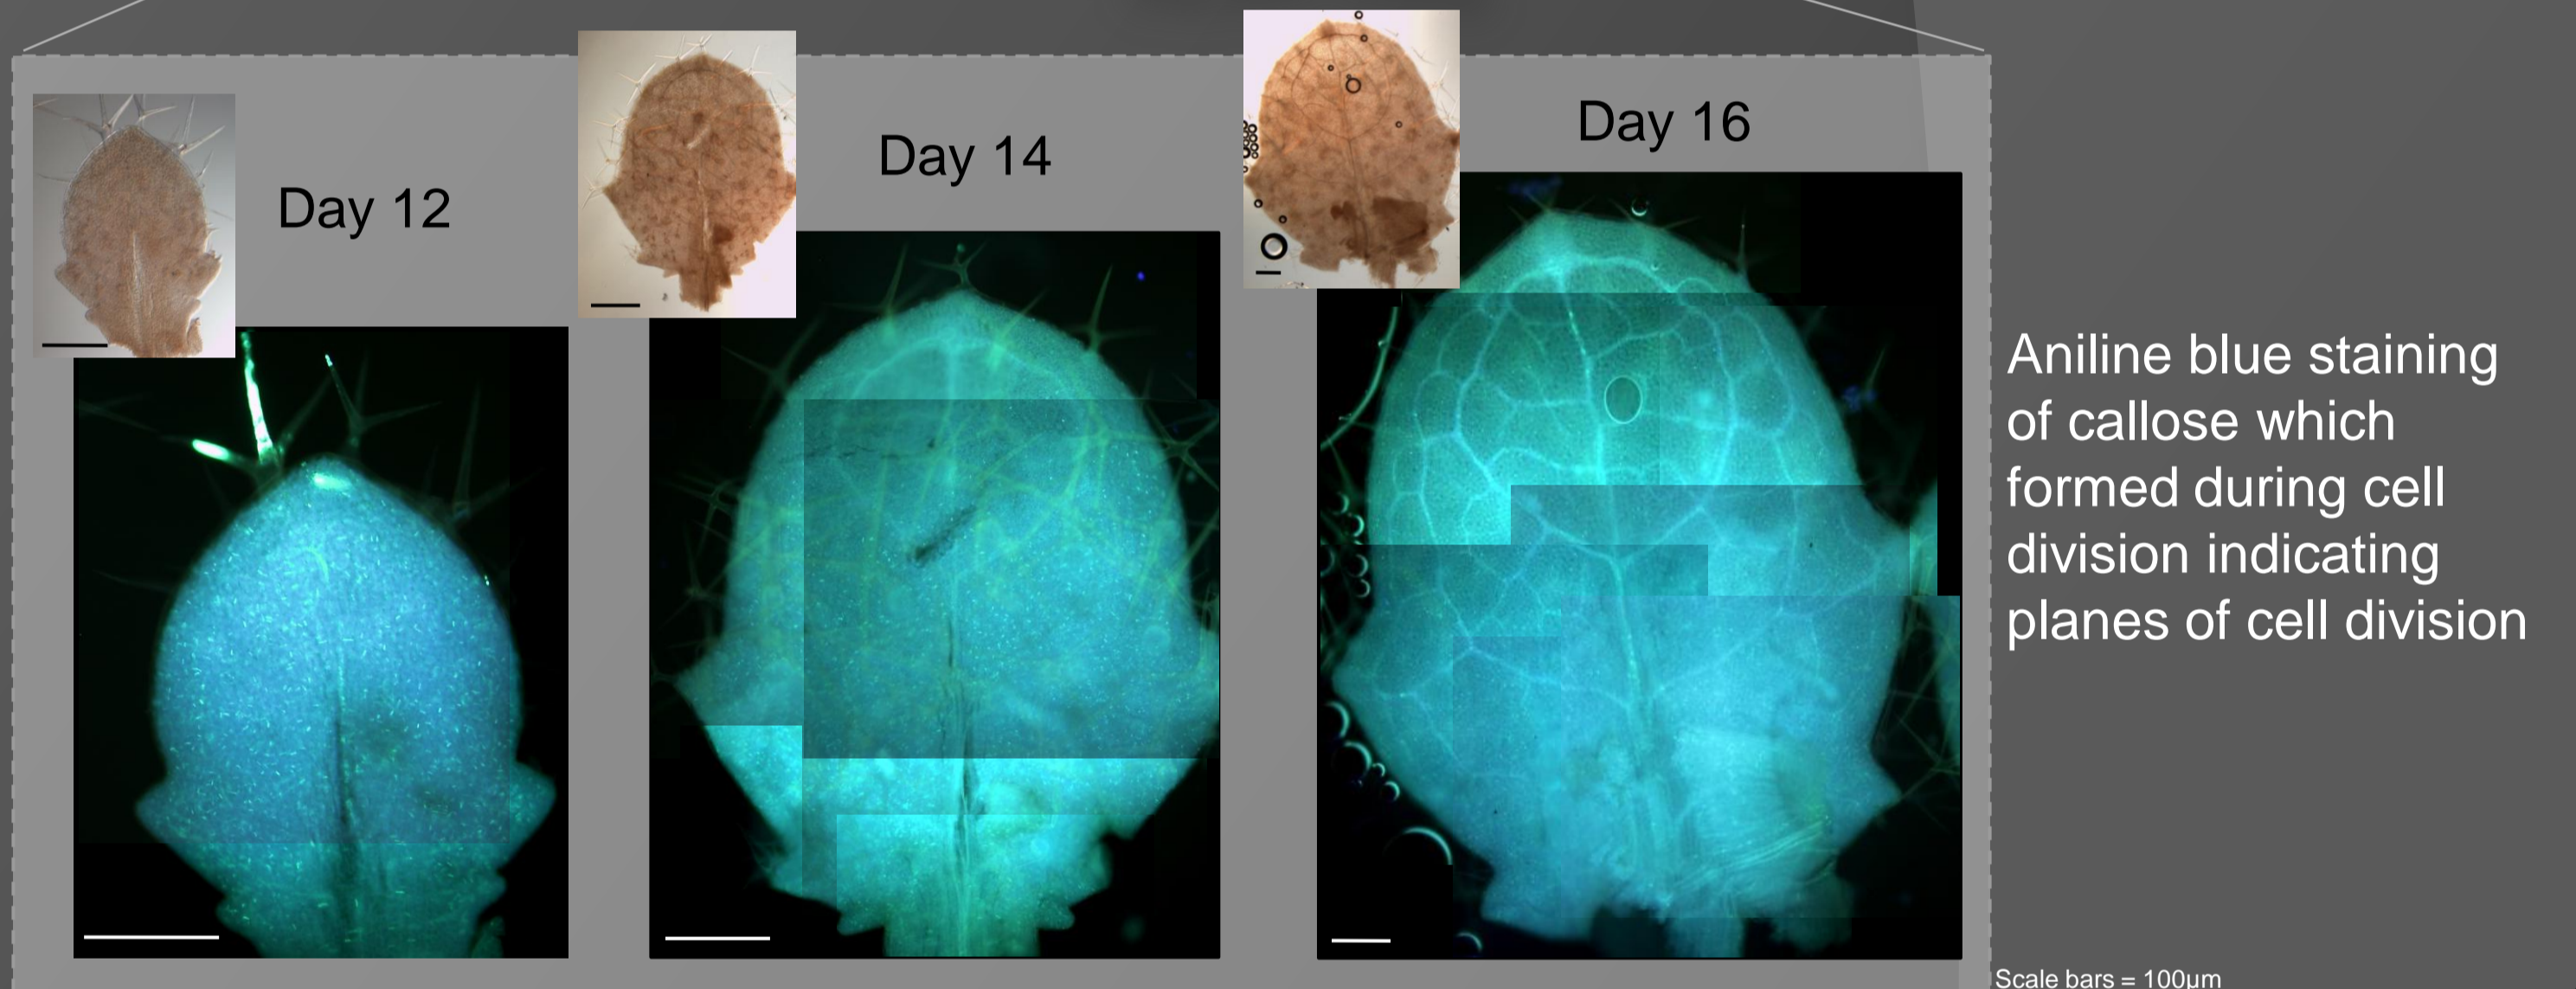 Day 12
Day 14
Day 16
Aniline blue staining
of callose which
formed during cell
division indicating
planes of cell division
Scale bars = 100μm